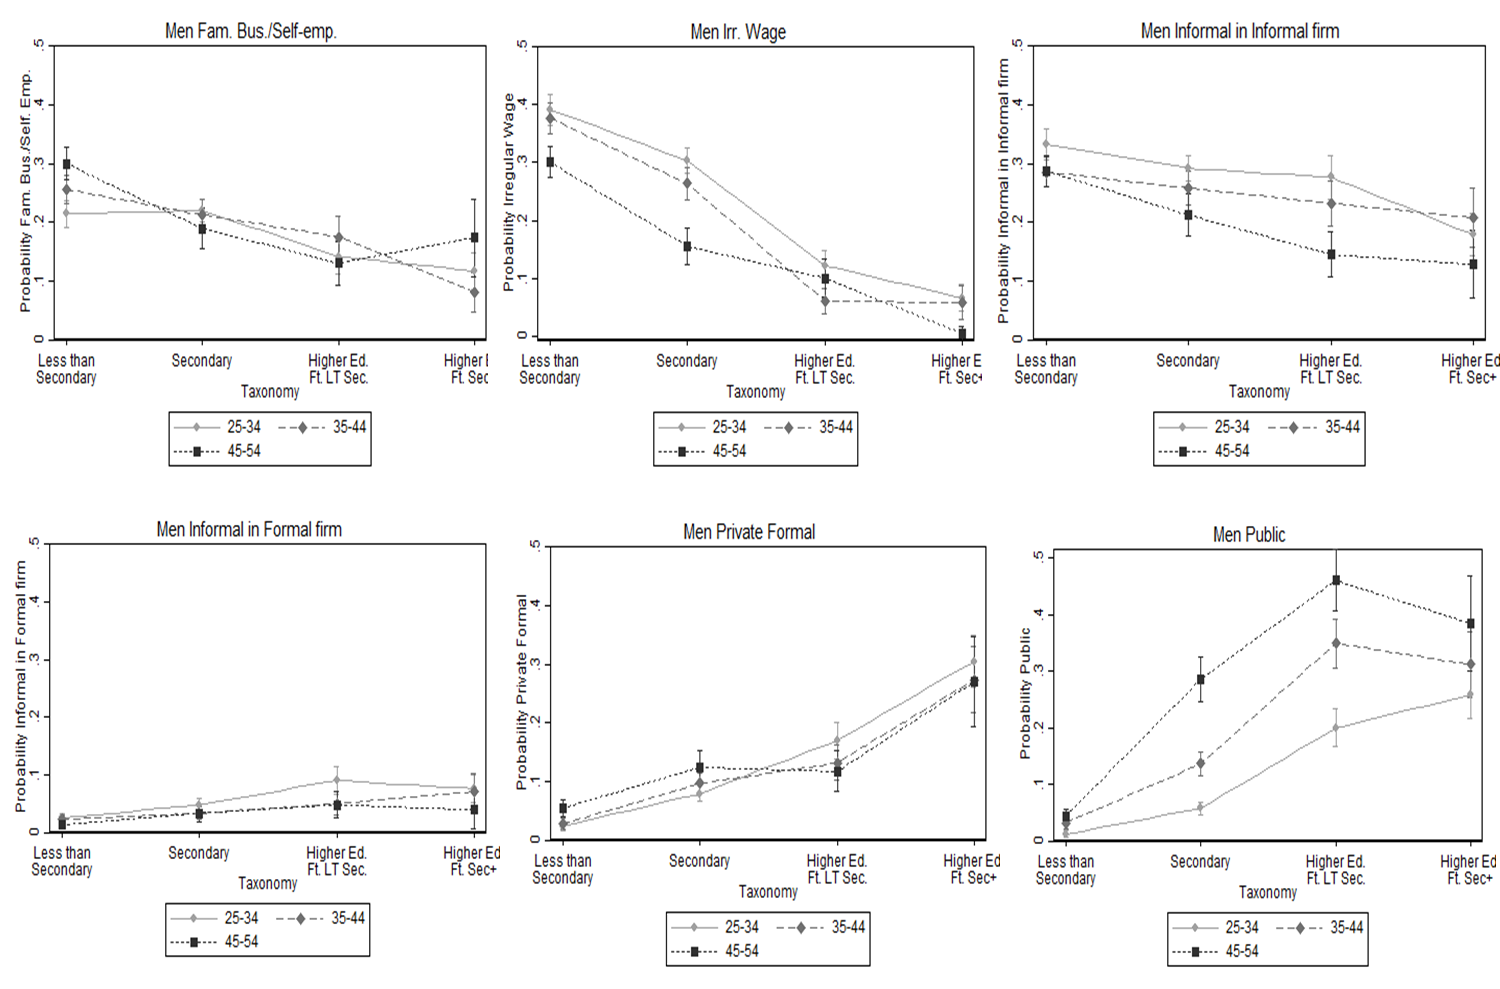 Men Fam. Bus./Self-emp.
Probability Fam. Bus./Self. Emp.
.5
.4
.3
.2
.1
0
Less than
Secondary
Secondary
Higher Ed.
Ft. LT Sec.
Higher E
Ft. Sec
Taxonomy
25-34
35-44
45-54
Men Irr. Wage
Probability Irregular Wage
.5
.4
.3
.2
.1
0
Less than
Secondary
Secondary
Higher Ed.
Ft. LT Sec.
Higher E
Ft. Sec+
Taxonomy
25-34
35-44
45-54
Men Informal in Informal firm
Probability Informal in Informal firm
.5
.4
.3
.2
.1
0
Less than
Secondary
Secondary
Higher Ed.
Ft. LT Sec.
Higher Ed
Ft. Sec+
Taxonomy
25-34
35-44
45-54
Men Informal in Formal firm
Probability Informal in Formal firm
.5
.4
.3
.2
.1
0
Less than
Secondary
Secondary
Higher Ed.
Ft. LT Sec.
Higher Ed
Ft. Sec+
Taxonomy
25-34
35-44
45-54
Men Private Formal
Probability Private Formal
.5
.4
.3
.2
.1
0
Less than
Secondary
Secondary
Higher Ed.
Ft. LT Sec.
Higher Ed
Ft. Sec+
Taxonomy
25-34
35-44
45-54
Men Public
Probability Public
.5
.4
.3
.2
.1
0
Less than
Secondary
Secondary
Higher Ed.
Ft. LT Sec.
Higher Ed
Ft. Sec+
Taxonomy
25-34
35-44
45-54